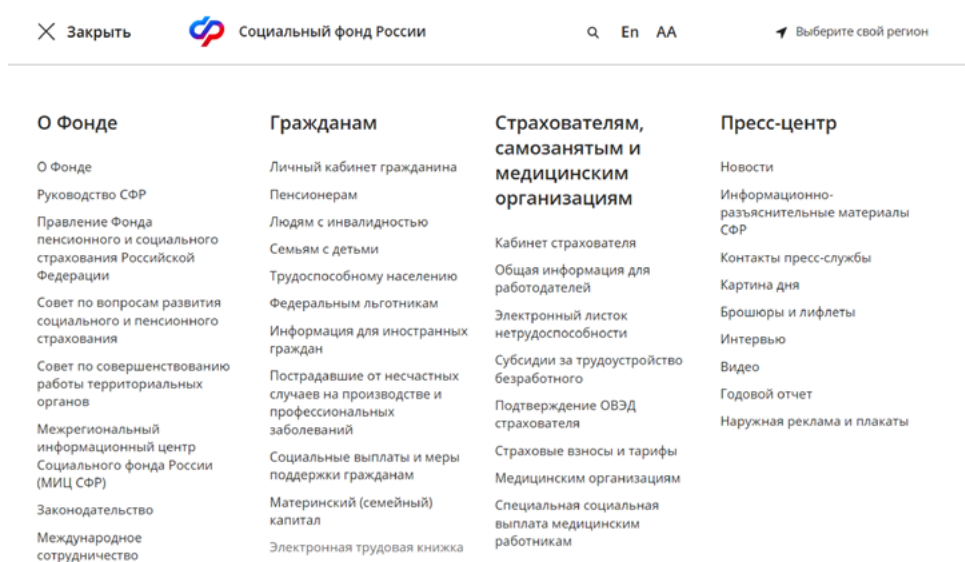 Закрыть
Социальный фонд России
En AA
Выберите свой регион
О Фонде
О Фонде
Руководство СФР
Правление Фонда
пенсионного и социального
страхования Российской
Федерации
Совет по вопросам развития
социального и пенсионного
страхования
Совет по совершенствованию
работы территориальных
органов
Межрегиональный
информационный центр
Социального фонда России
(МИЦ СФР)
Законодательство
Международное
сотрудничество
Гражданам
Личный кабинет гражданина
Пенсионерам
Людям с инвалидностью
Семьям с детьми
Трудоспособному населению
Федеральным льготникам
Информация для иностранных
граждан
Пострадавшие от несчастных
случаев на производстве и
профессиональных
заболеваний
Социальные выплаты и меры
поддержки гражданам
Материнский (семейный)
капитал
Электронная трудовая книжка
Страхователям,
самозанятым и
медицинским
организациям
Кабинет страхователя
Общая информация для
работодателей
Электронный листок
нетрудоспособности
Субсидии за трудоустройство
безработного
Подтверждение ОВЭД
страхователя
Страховые взносы и тарифы
Медицинским организациям
Специальная социальная
выплата медицинским
работникам
Пресс-центр
Новости
Информационно-
разъяснительные материалы
СФР
Контакты пресс-службы
Картина дня
Брошюры и лифлеты
Интервью
Видео
Годовой отчет
Наружная реклама и плакаты